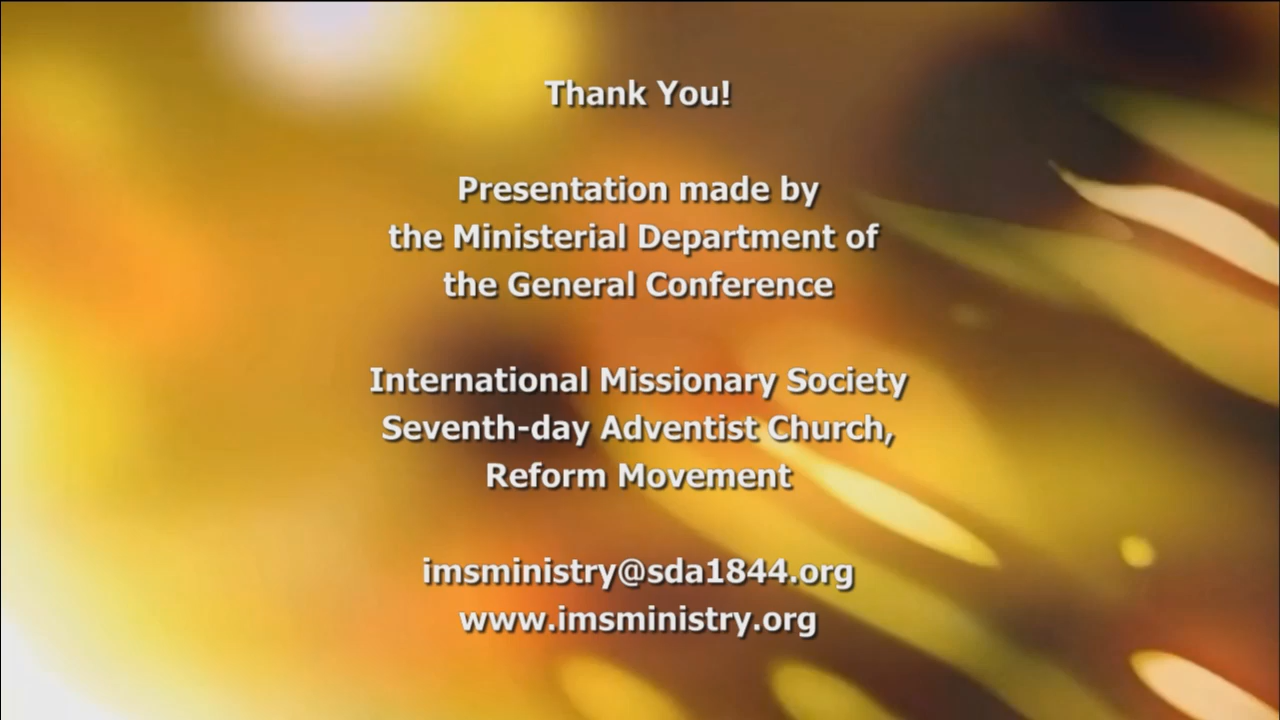 Thank You!
Presentation made by
the Ministerial Department of
the General Conference
International Missionary Society
Seventh-day Adventist Church,
Reform Movement
imsministry@sda1844.org
www.imsministry.org